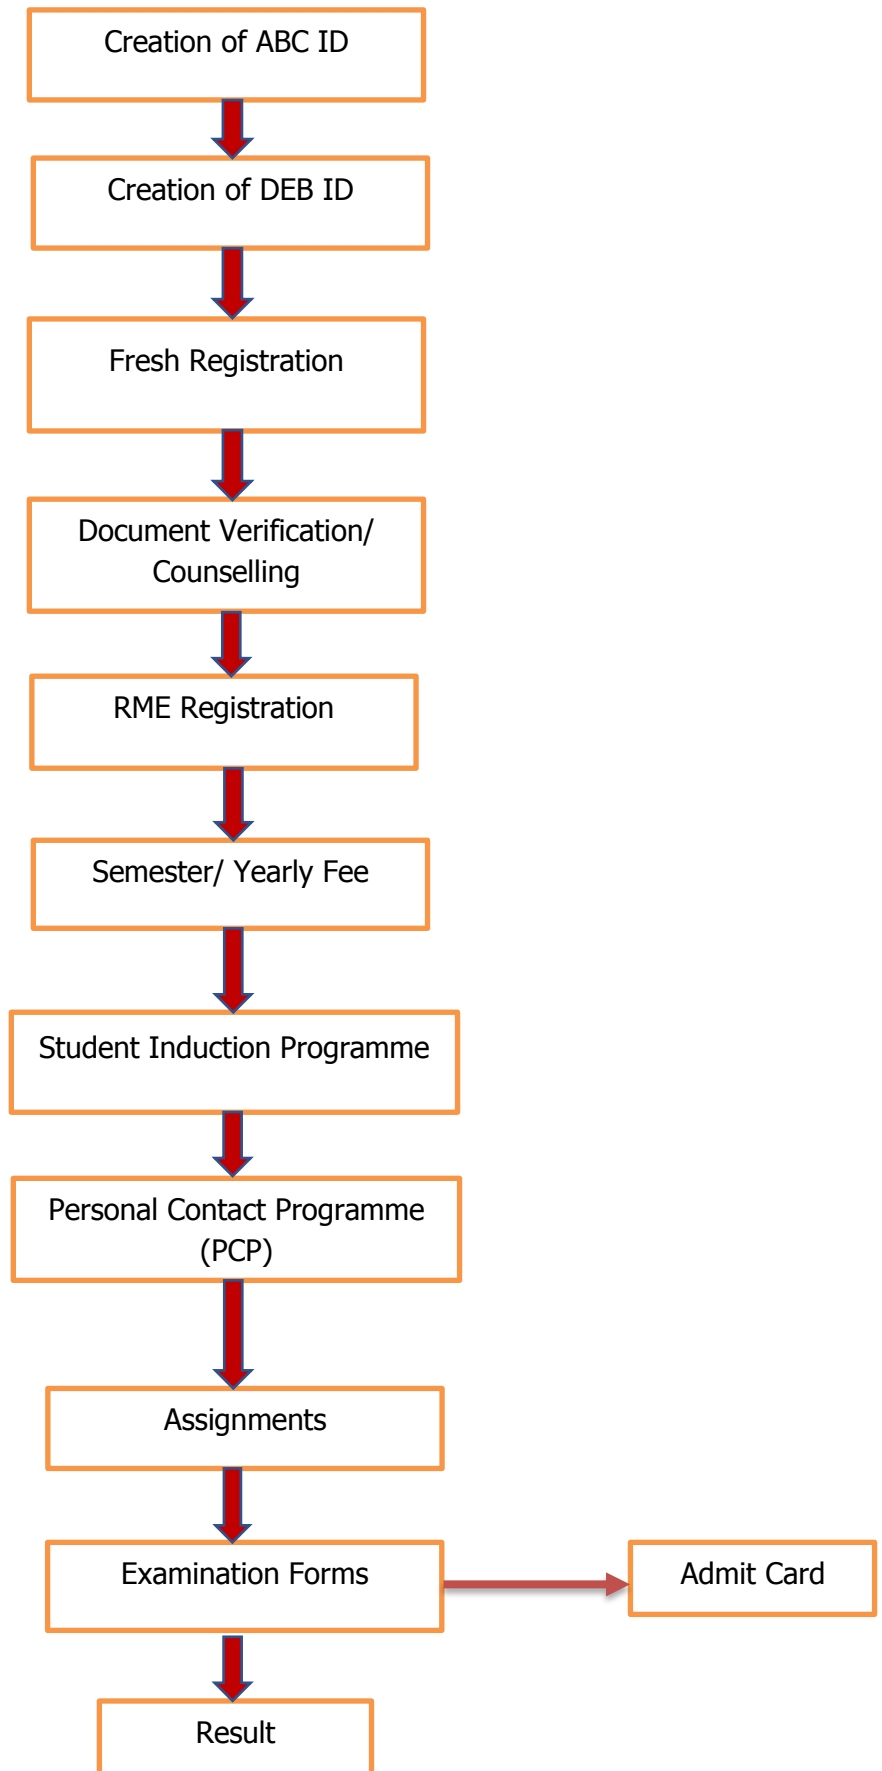 Creation of ABC ID
Creation of DEB ID
Fresh Registration
Document Verification/
Counselling
RME Registration
Semester/ Yearly Fee
Student Induction Programme
Personal Contact Programme
(PCP)
Assignments
Examination Forms
Admit Card
Result